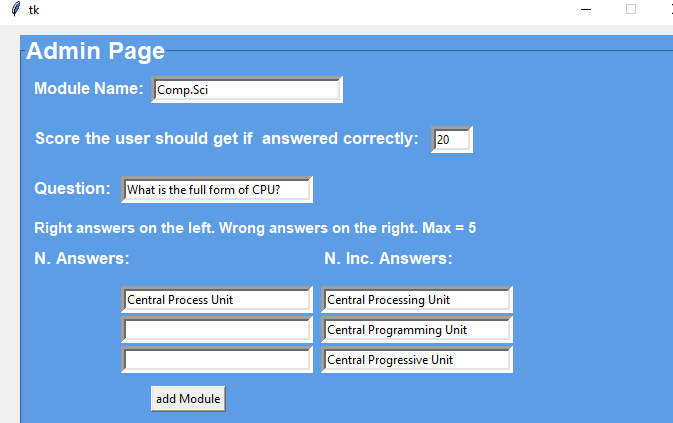 tk
Admin Page
Module Name: Comp.Sci
Score the user should get if answered correctly: 20
Question: What is the full form of CPU?
Right answers on the left. Wrong answers on the right. Max = 5
N. Answers: N. Inc. Answers:
Central Process Unit Central Processing Unit
Central Programming Unit
Central Progressive Unit
add Module